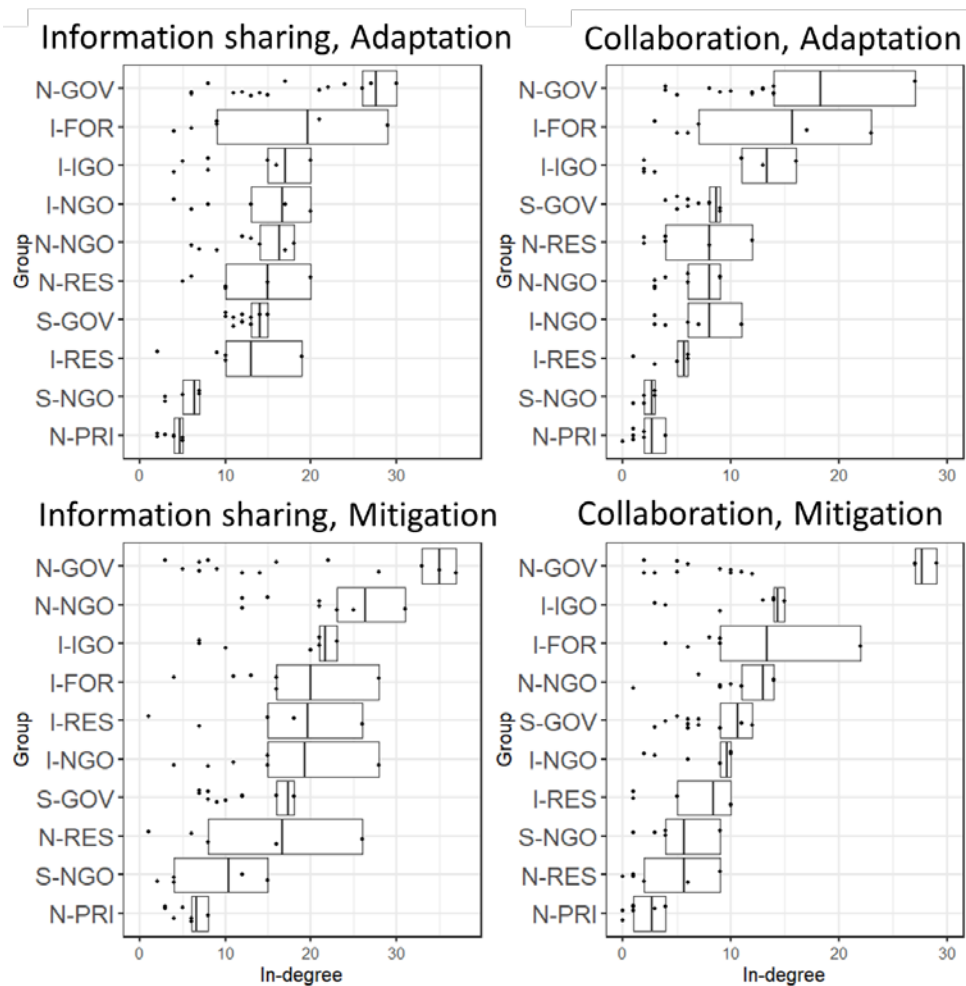 Information sharing, Adaptation
Group
N-GOV
I-FOR
I-IGO
I-NGO
N-NGO
N-RES
S-GOV
I-RES
S-NGO
N-PRI
0 10 20 30
Collaboration, Adaptation
Group
N-GOV
I-FOR
I-IGO
S-GOV
N-RES
N-NGO
I-NGO
I-RES
S-NGO
N-PRI
0 10 20 30
Information sharing, Mitigation
Group
N-GOV
N-NGO
I-IGO
I-FOR
I-RES
I-NGO
S-GOV
N-RES
S-NGO
N-PRI
0 10 20 30
In-degree
Collaboration, Mitigation
Group
N-GOV
I-IGO
I-FOR
N-NGO
S-GOV
I-NGO
I-RES
S-NGO
N-RES
N-PRI
0 10 20 30
In-degree